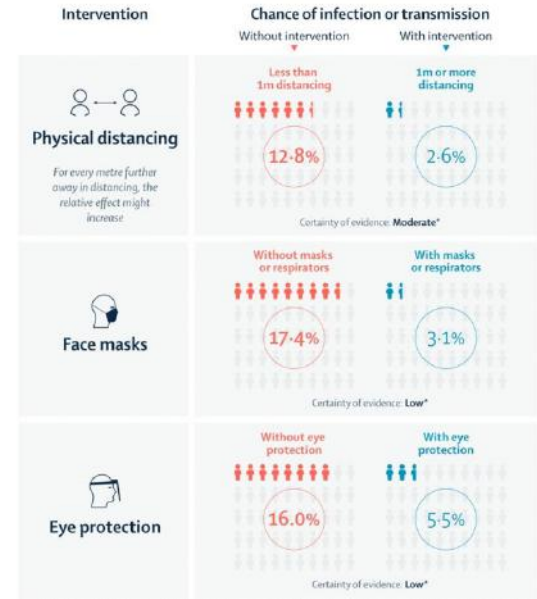 Intervention
Chance of infection or transmission
Without intervention
With intervention
Physical distancing
For every metre further
away in distancing, the
relative effect might
increase
Less than
1m distancing
12·8%
1m or more
distancing
2·6%
Certainty of evidence: Moderate*
Face masks
Without masks
or respirators
17·4%
With masks
or respirators
3·1%
Certainty of evidence: Low*
Eye protection
Without eye
protection
16.0%
With eye
protection
5·5%
Certainty of evidence: Low*